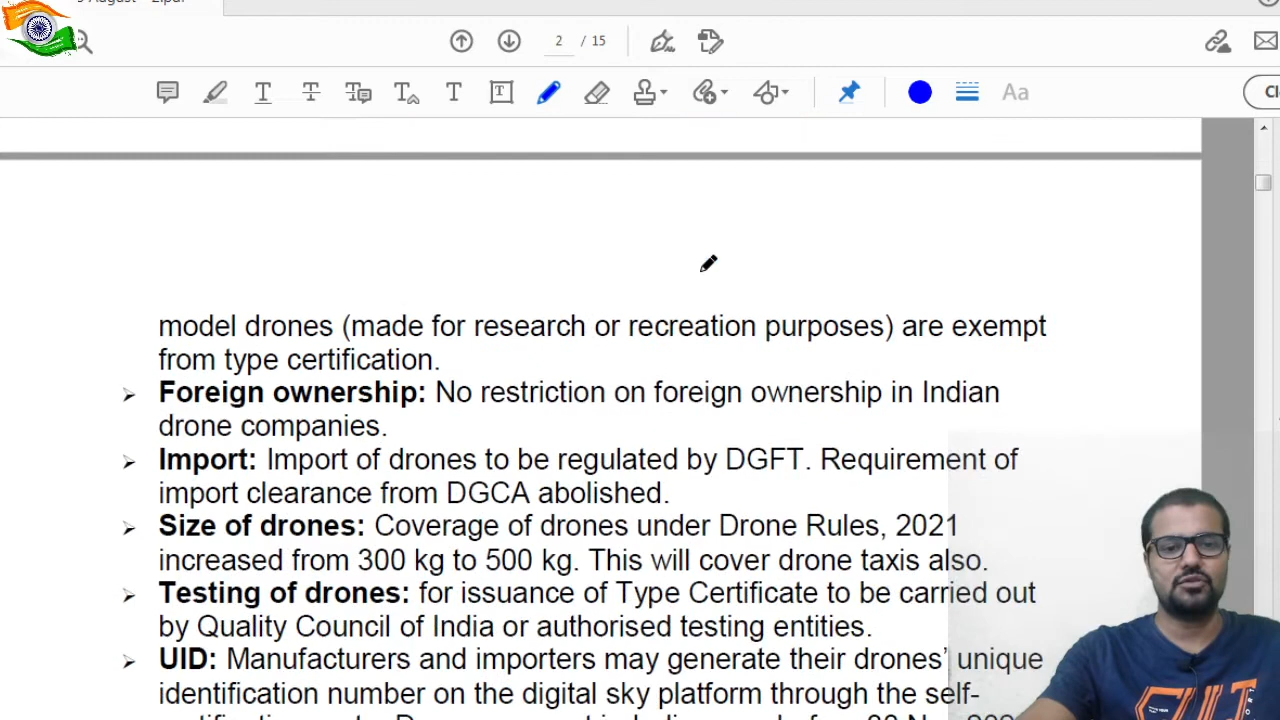 2 / 15
Aa
model drones (made for research or recreation purposes) are exempt
from type certification.
➢ Foreign ownership: No restriction on foreign ownership in Indian
drone companies.
➢ Import: Import of drones to be regulated by DGFT. Requirement of
import clearance from DGCA abolished.
➢ Size of drones: Coverage of drones under Drone Rules, 2021
increased from 300 kg to 500 kg. This will cover drone taxis also.
➢ Testing of drones: for issuance of Type Certificate to be carried out
by Quality Council of India or authorised testing entities.
➢ UID: Manufacturers and importers may generate their drones’ unique
identification number on the digital sky platform through the self-